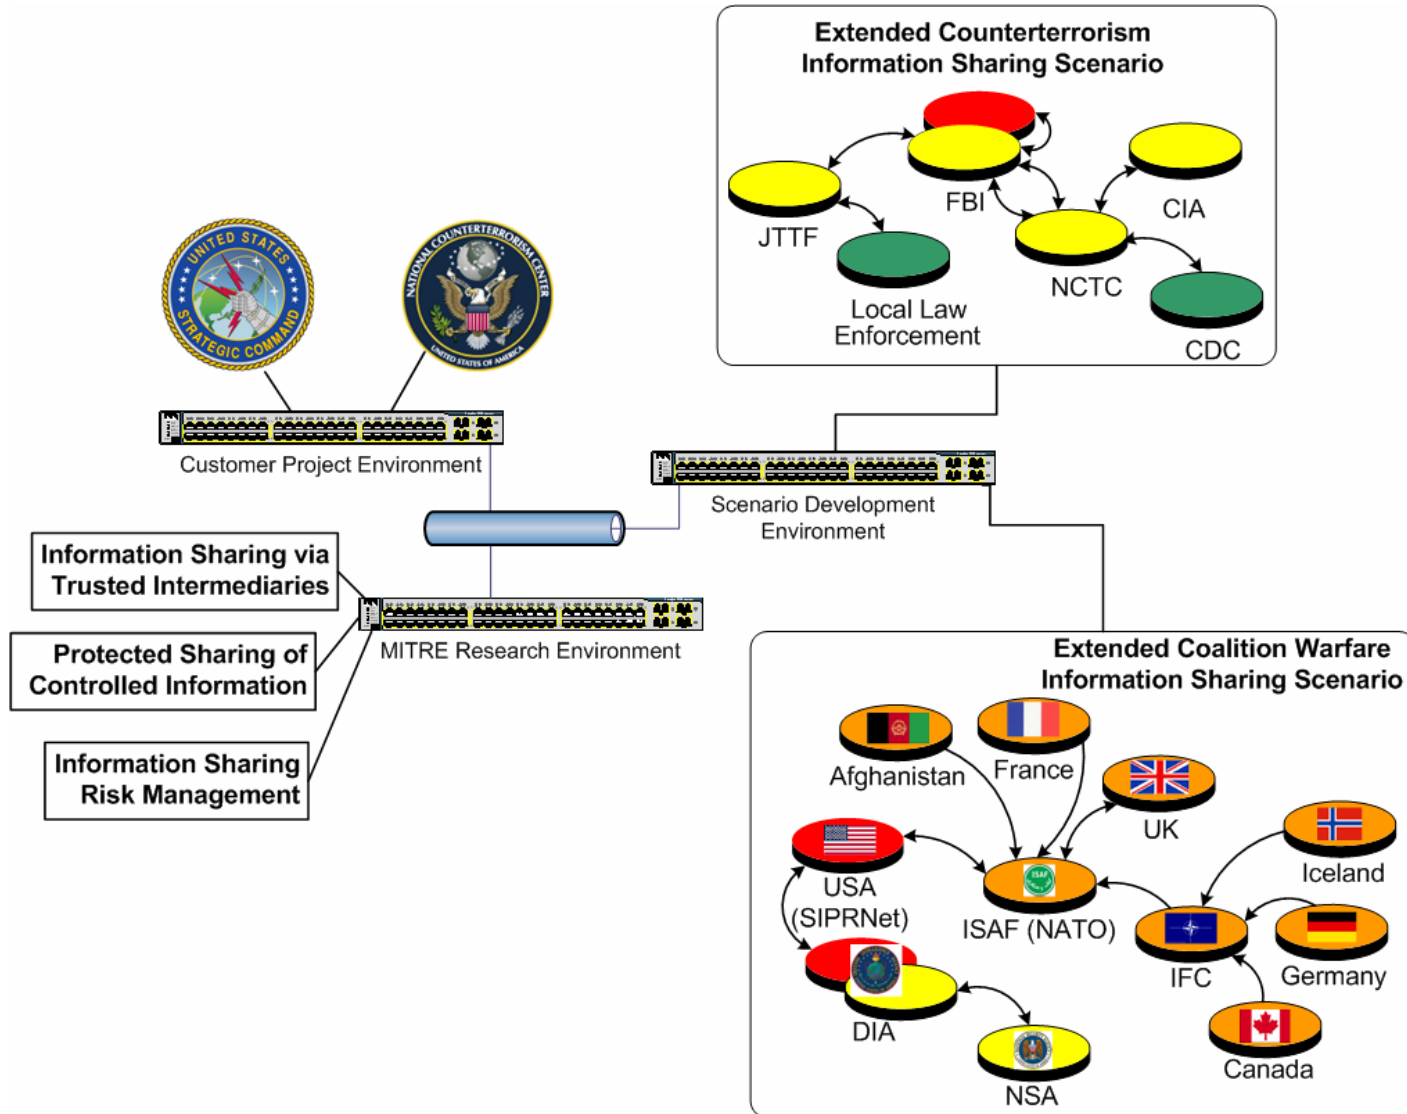 Extended Counterterrorism
Information Sharing Scenario
FBI
CIA
JTTF
NCTC
Local Law
Enforcement
CDC
UNITED STATES
STRATEGIC COMMAND
NATIONAL COUNTERTERRORISM CENTER
UNITED STATES OF AMERICA
Customer Project Environment
Scenario Development
Environment
Information Sharing via
Trusted Intermediaries
MITRE Research Environment
Protected Sharing of
Controlled Information
Information Sharing
Risk Management
Extended Coalition Warfare
Information Sharing Scenario
Afghanistan
France
UK
Iceland
USA
(SIPRNet)
ISAF
ISAF (NATO)
IFC
Germany
DIA
Canada
NSA